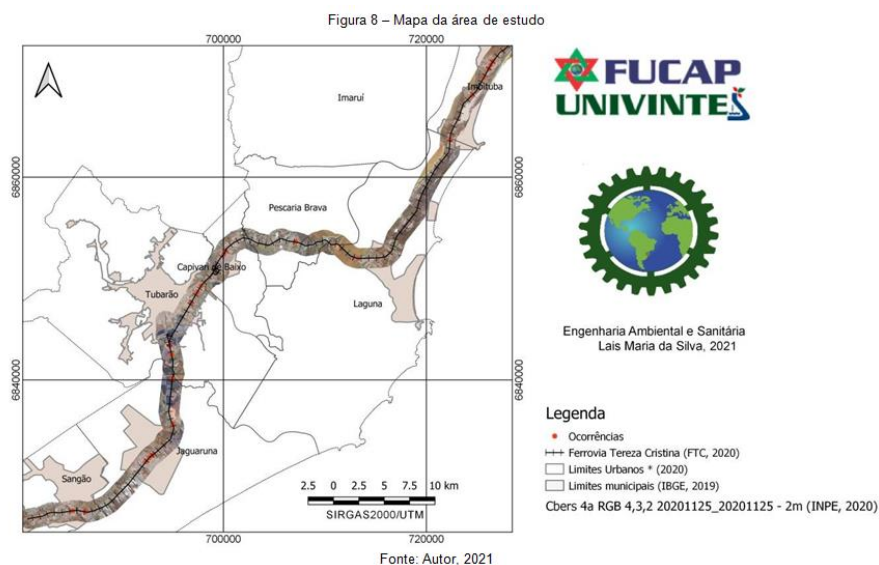 Figura 8 – Mapa da área de estudo
700000
720000
FUCAP
UNIVINTE
Imbituba
Imaruí
6860000
6860000
Pescaria Brava
Capivari de Baixo
Tubarão
Laguna
Engenharia Ambiental e Sanitária
Lais Maria da Silva, 2021
6840000
6840000
Legenda
Ocorrências
Ferrovia Tereza Cristina (FTC, 2020)
Limites Urbanos * (2020)
Limites municipais (IBGE, 2019)
Cbers 4a RGB 4,3,2 20201125_20201125 - 2m (INPE, 2020)
Jaguaruna
Sangão
2.5 0 2.5 5 7.5 10 km
SIRGAS2000/UTM
700000
720000
Fonte: Autor, 2021